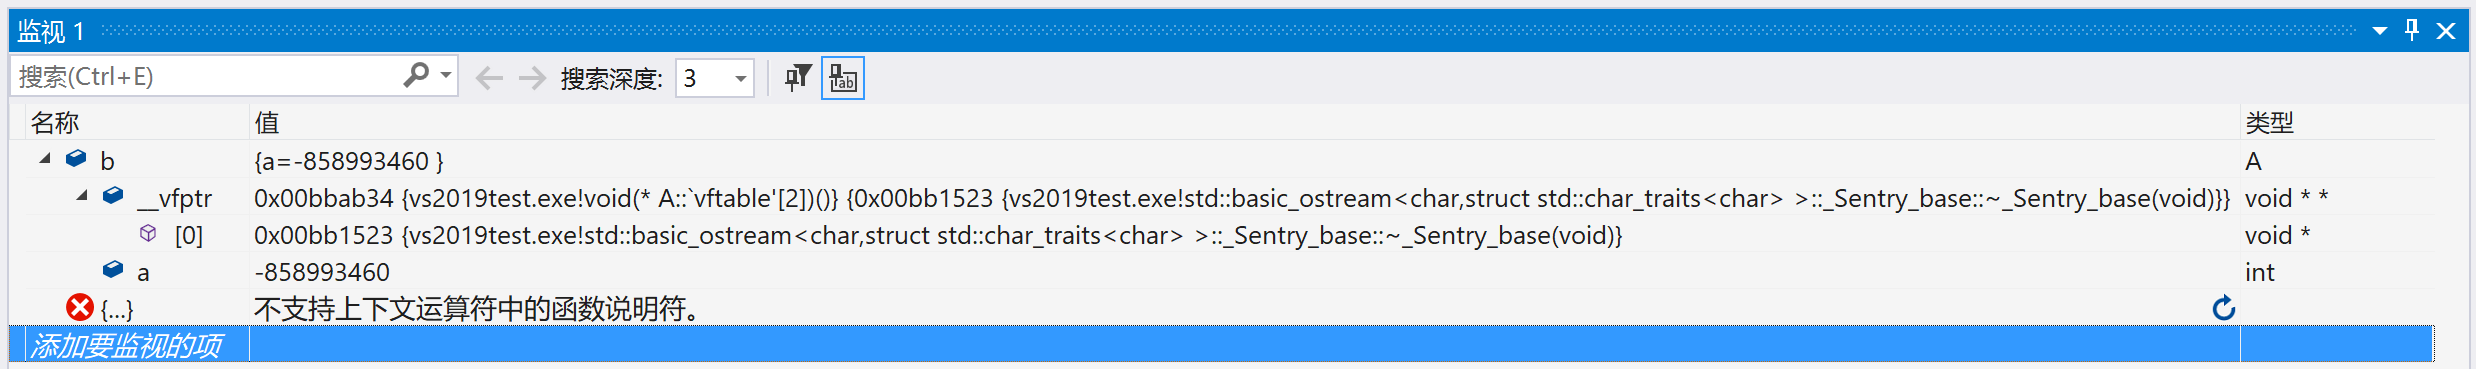 监视 1
搜索(Ctrl+E) 搜索深度: 3
名称 值 类型
b {a=-858993460 } A
__vfptr 0x00bbab34 {vs2019test.exe!void(* A::`vftable'[2])()} {0x00bb1523 {vs2019test.exe!std::basic_ostream<char,struct std::char_traits<char> >::_Sentry_base::~_Sentry_base(void)}} void * *
[0] 0x00bb1523 {vs2019test.exe!std::basic_ostream<char,struct std::char_traits<char> >::_Sentry_base::~_Sentry_base(void)} void *
a -858993460 int
{...} 不支持上下文运算符中的函数说明符。
添加要监视的项